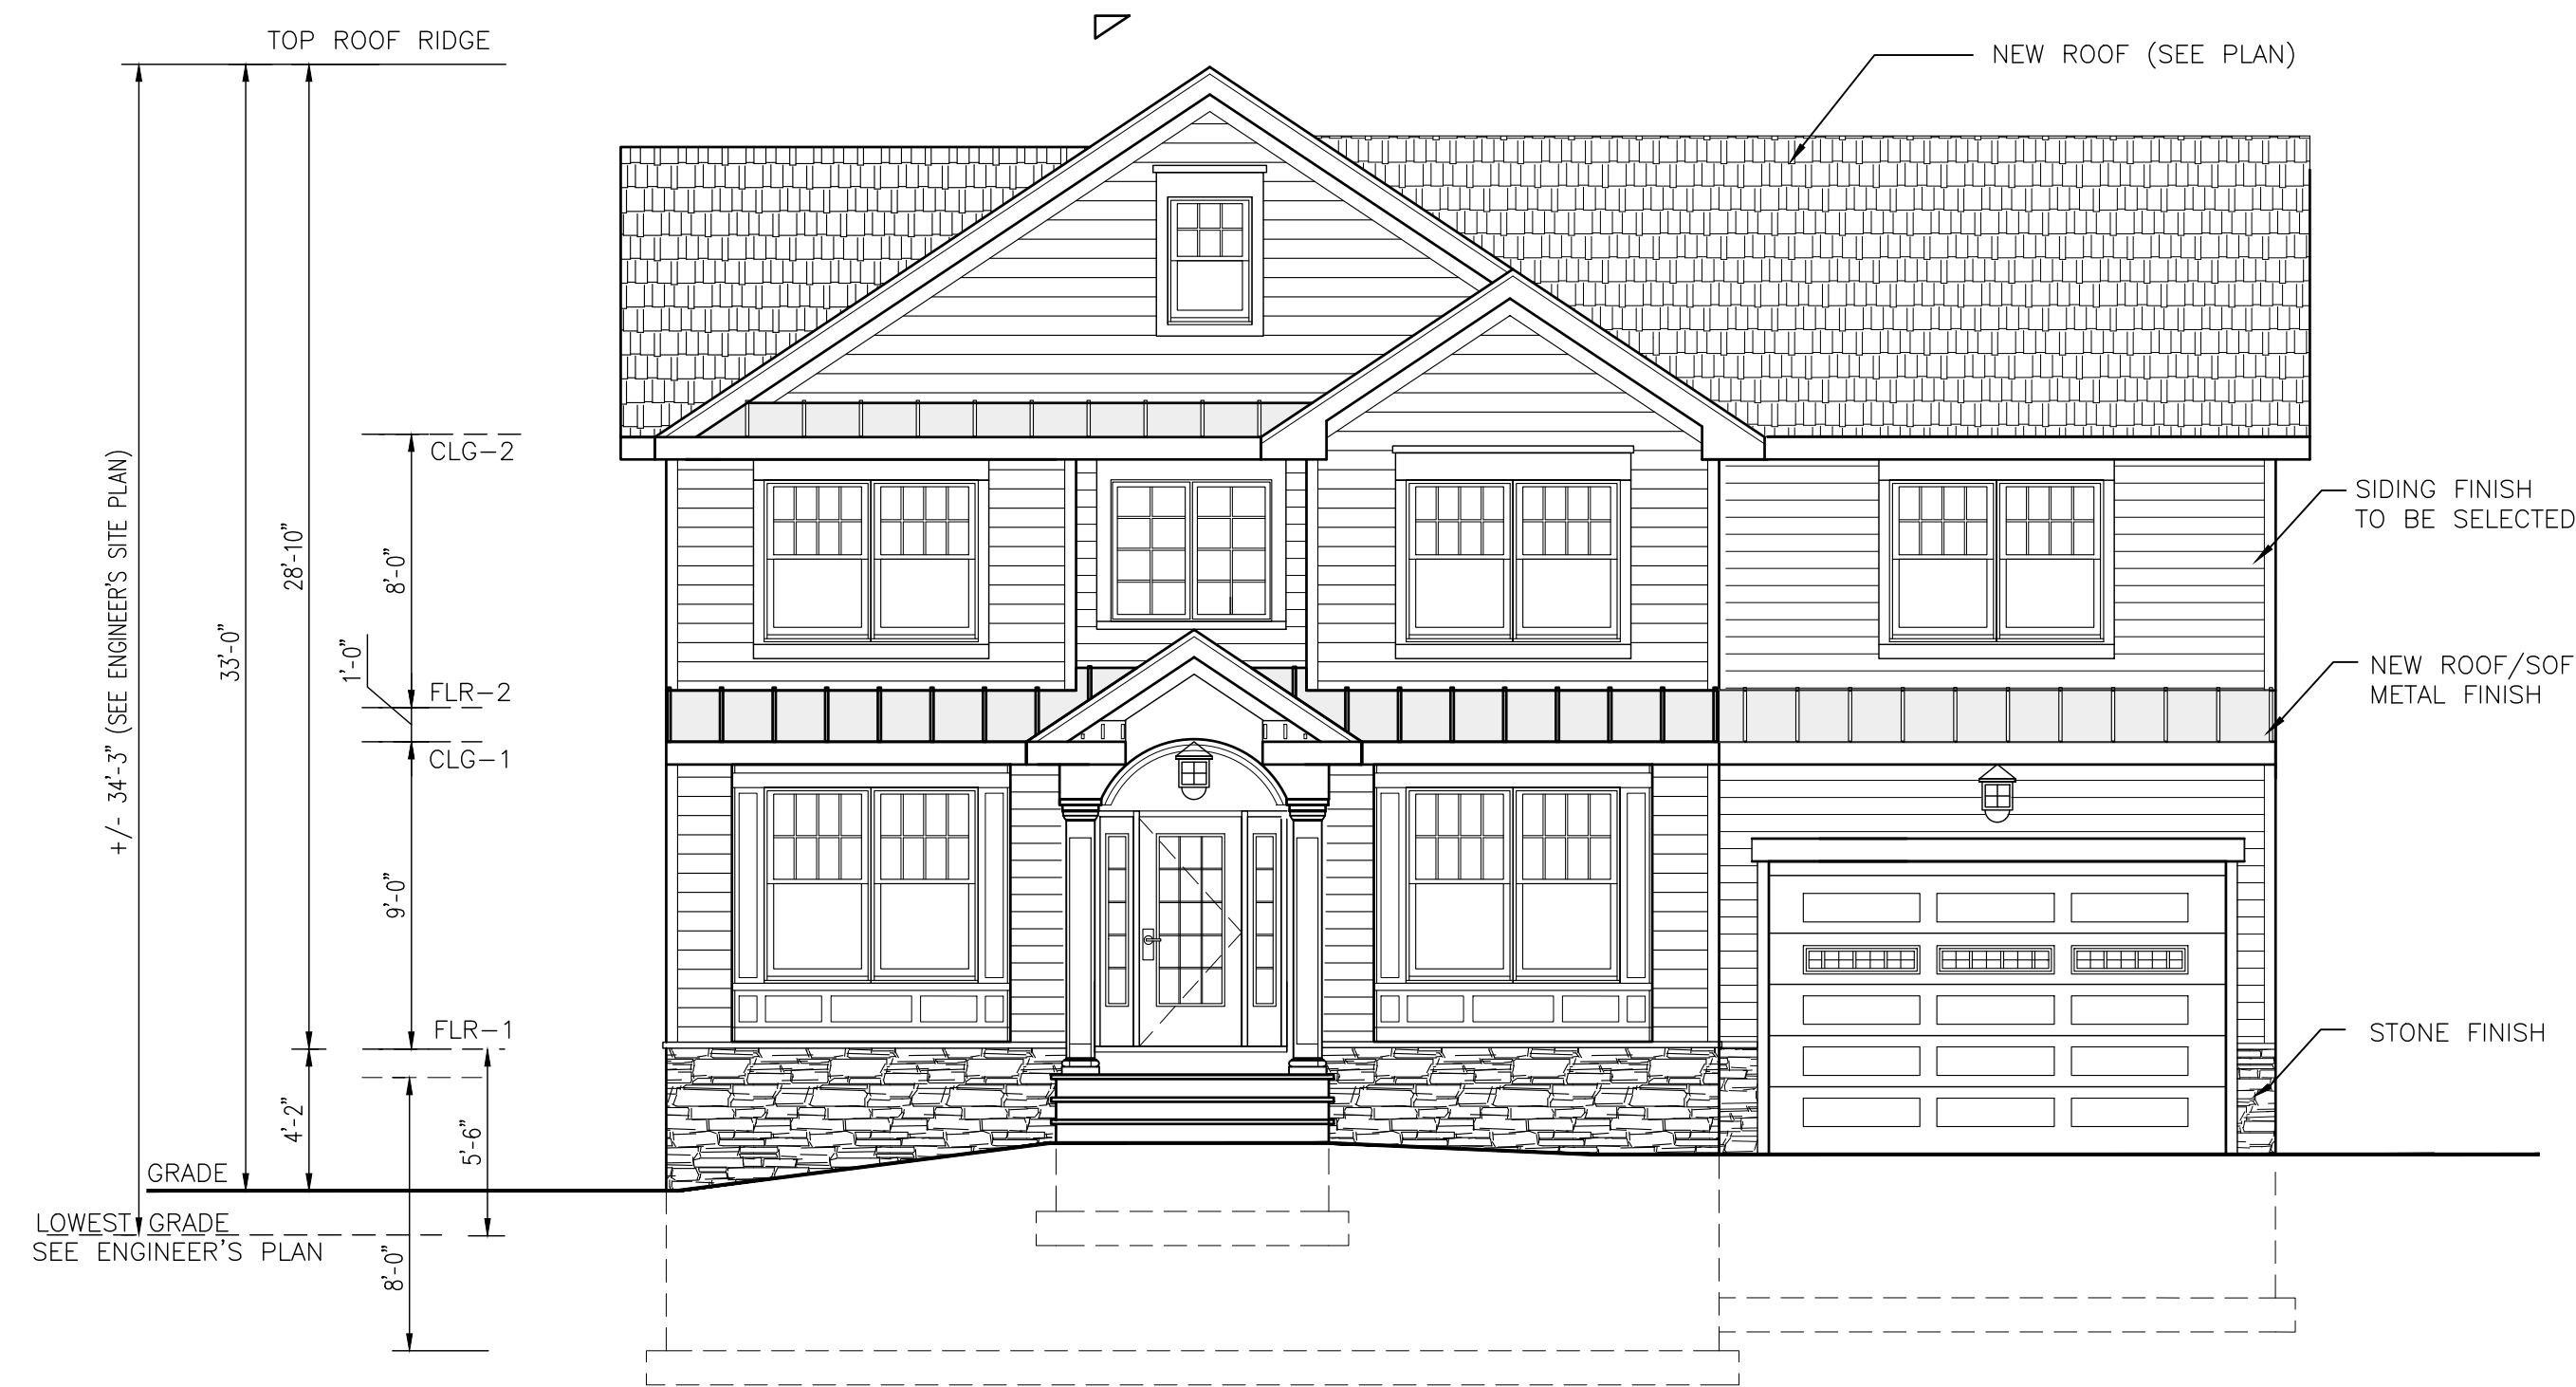 TOP ROOF RIDGE
NEW ROOF (SEE PLAN)
CLG-2
SIDING FINISH
TO BE SELECTED
+/- 34'-3" (SEE ENGINEER'S SITE PLAN)
33'-0"
28'-10"
8'-0"
1'-0"
FLR-2
NEW ROOF/SOF
METAL FINISH
CLG-1
9'-0"
FLR-1
STONE FINISH
4'-2"
5'-6"
GRADE
LOWEST GRADE
SEE ENGINEER'S PLAN
8'-0"